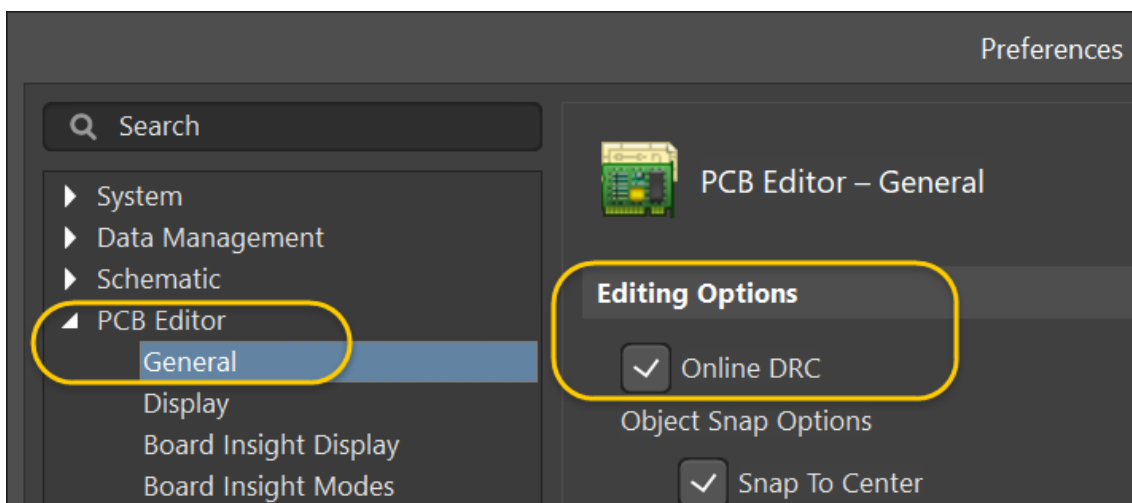 Preferences
Search
System
Data Management
Schematic
PCB Editor
General
Display
Board Insight Display
Board Insight Modes
PCB Editor – General
Editing Options
Online DRC
Object Snap Options
Snap To Center